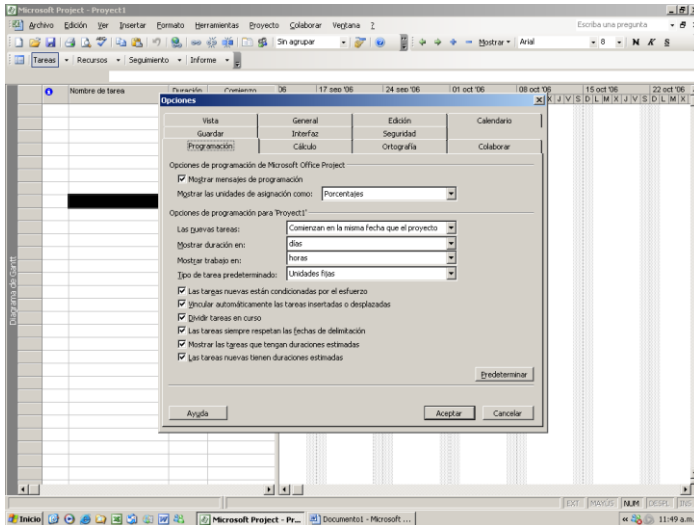 Microsoft Project - Proyect1
Archivo Edición Ver Insertar Formato Herramientas Proyecto Colaborar Ventana ? Escriba una pregunta
Sin agrupar Mostrar Arial 8 N K S
Tareas Recursos Seguimiento Informe
Nombre de tarea Duración Comienzo 06 17 sep '06 24 sep '06 01 oct '06 08 oct '06 15 oct '06 22 oct '06
X J V S D L M X J V S D L M X
Opciones
Vista General Edición Calendario
Guardar Interfaz Seguridad
Programación Cálculo Ortografía Colaborar
Opciones de programación de Microsoft Office Project
Mostrar mensajes de programación
Mostrar las unidades de asignación como: Porcentajes
Opciones de programación para 'Proyect1'
Las nuevas tareas: Comienzan en la misma fecha que el proyecto
Mostrar duración en: días
Mostrar trabajo en: horas
Tipo de tarea predeterminado: Unidades fijas
Las tareas nuevas están condicionadas por el esfuerzo
Vincular automáticamente las tareas insertadas o desplazadas
Dividir tareas en curso
Las tareas siempre respetan las fechas de delimitación
Mostrar las tareas que tengan duraciones estimadas
Las tareas nuevas tienen duraciones estimadas
Predeterminar
Ayuda Aceptar Cancelar
Diagrama de Gantt
EXT MAYÚS NUM DESPL INS
Inicio Microsoft Project - Pr... Documento1 - Microsoft ... 11:49 a.m.